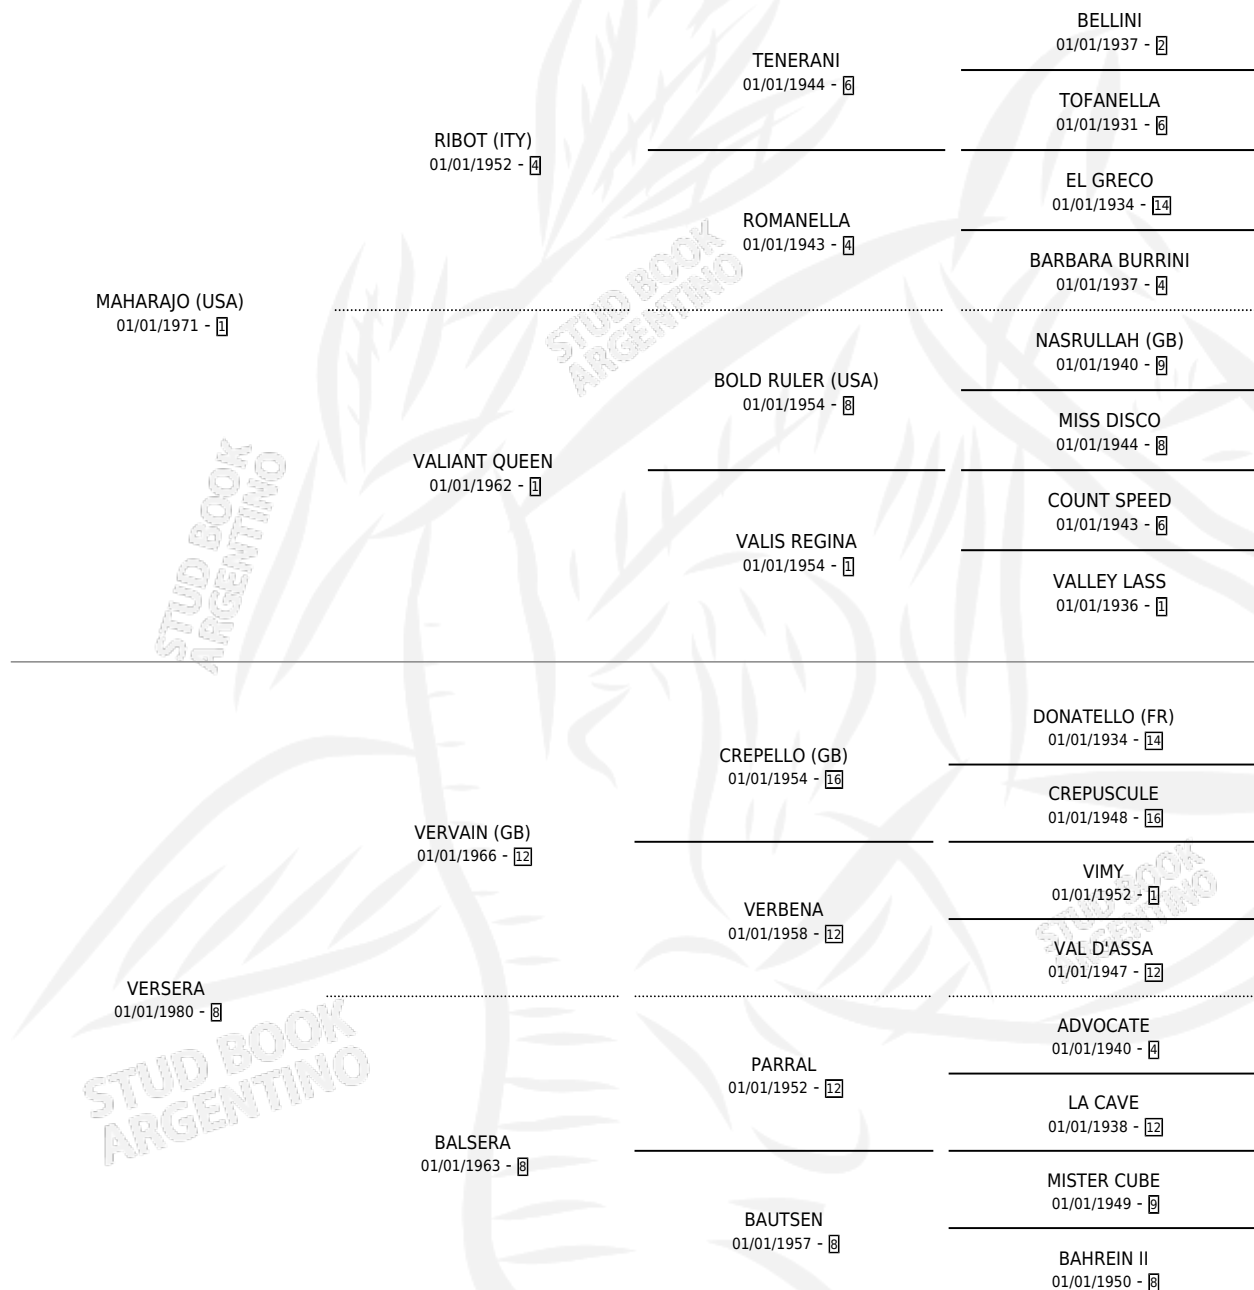 BELLINI
01/01/1937 - 2
TENERANI
01/01/1944 - 6
TOFANELLA
01/01/1931 - 6
RIBOT (ITY)
01/01/1952 - 4
EL GRECO
01/01/1934 - 14
ROMANELLA
01/01/1943 - 4
BARBARA BURRINI
01/01/1937 - 4
MAHARAJO (USA)
01/01/1971 - 1
NASRULLAH (GB)
01/01/1940 - 9
BOLD RULER (USA)
01/01/1954 - 8
MISS DISCO
01/01/1944 - 8
VALIANT QUEEN
01/01/1962 - 1
COUNT SPEED
01/01/1943 - 6
VALIS REGINA
01/01/1954 - 1
VALLEY LASS
01/01/1936 - 1
DONATELLO (FR)
01/01/1934 - 14
CREPELLO (GB)
01/01/1954 - 16
CREPUSCULE
01/01/1948 - 16
VERVAIN (GB)
01/01/1966 - 12
VIMY
01/01/1952 - 1
VERBENA
01/01/1958 - 12
VAL D'ASSA
01/01/1947 - 12
VERSERA
01/01/1980 - 8
ADVOCATE
01/01/1940 - 4
PARRAL
01/01/1952 - 12
LA CAVE
01/01/1938 - 12
BALSERA
01/01/1963 - 8
MISTER CUBE
01/01/1949 - 9
BAUTSEN
01/01/1957 - 8
BAHREIN II
01/01/1950 - 8
STUD BOOK
ARGENTINO
STUD BOOK
ARGENTINO
STUD BOOK
ARGENTINO
STUD BOOK
ARGENTINO